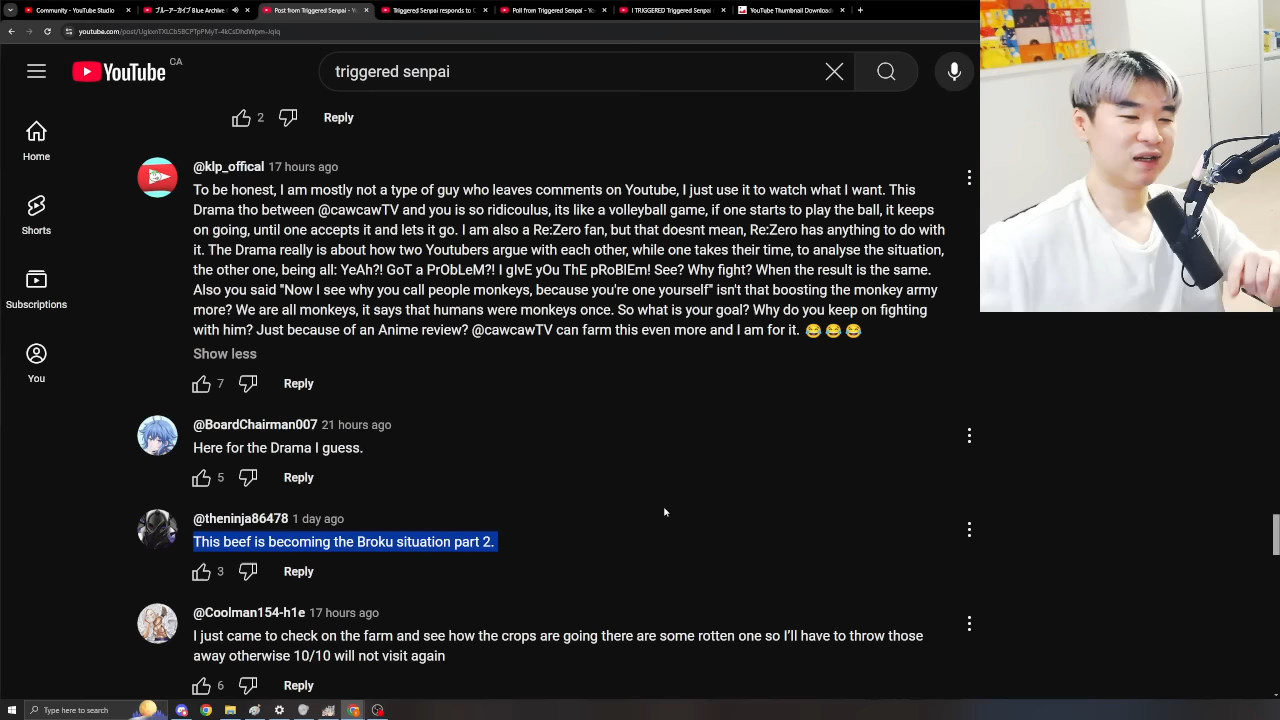 Community - YouTube Studio
ブルーアーカイブ Blue Archive
Post from Triggered Senpai - Y
Triggered Senpai responds to C
Poll from Triggered Senpai - Yo
I TRIGGERED Triggered Senpai
YouTube Thumbnail Download
YouTube CA
triggered senpai
2
Reply
Home
Shorts
Subscriptions
You
@klp_offical 17 hours ago
To be honest, I am mostly not a type of guy who leaves comments on Youtube, I just use it to watch what I want. This
Drama tho between @cawcawTV and you is so ridicoulus, its like a volleyball game, if one starts to play the ball, it keeps
on going, until one accepts it and lets it go. I am also a Re:Zero fan, but that doesnt mean, Re:Zero has anything to do with
it. The Drama really is about how two Youtubers argue with each other, while one takes their time, to analyse the situation,
the other one, being all: YeAh?! GoT a PrObLeM?! I gIvE yOu ThE pRoBlEm! See? Why fight? When the result is the same.
Also you said "Now I see why you call people monkeys, because you're one yourself" isn't that boosting the monkey army
more? We are all monkeys, it says that humans were monkeys once. So what is your goal? Why do you keep on fighting
with him? Just because of an Anime review? @cawcawTV can farm this even more and I am for it. 😂 😂 😂
Show less
7
Reply
@BoardChairman007 21 hours ago
Here for the Drama I guess.
5
Reply
@theninja86478 1 day ago
This beef is becoming the Broku situation part 2.
3
Reply
@Coolman154-h1e 17 hours ago
I just came to check on the farm and see how the crops are going there are some rotten one so I'll have to throw those
away otherwise 10/10 will not visit again
6
Reply
Type here to search